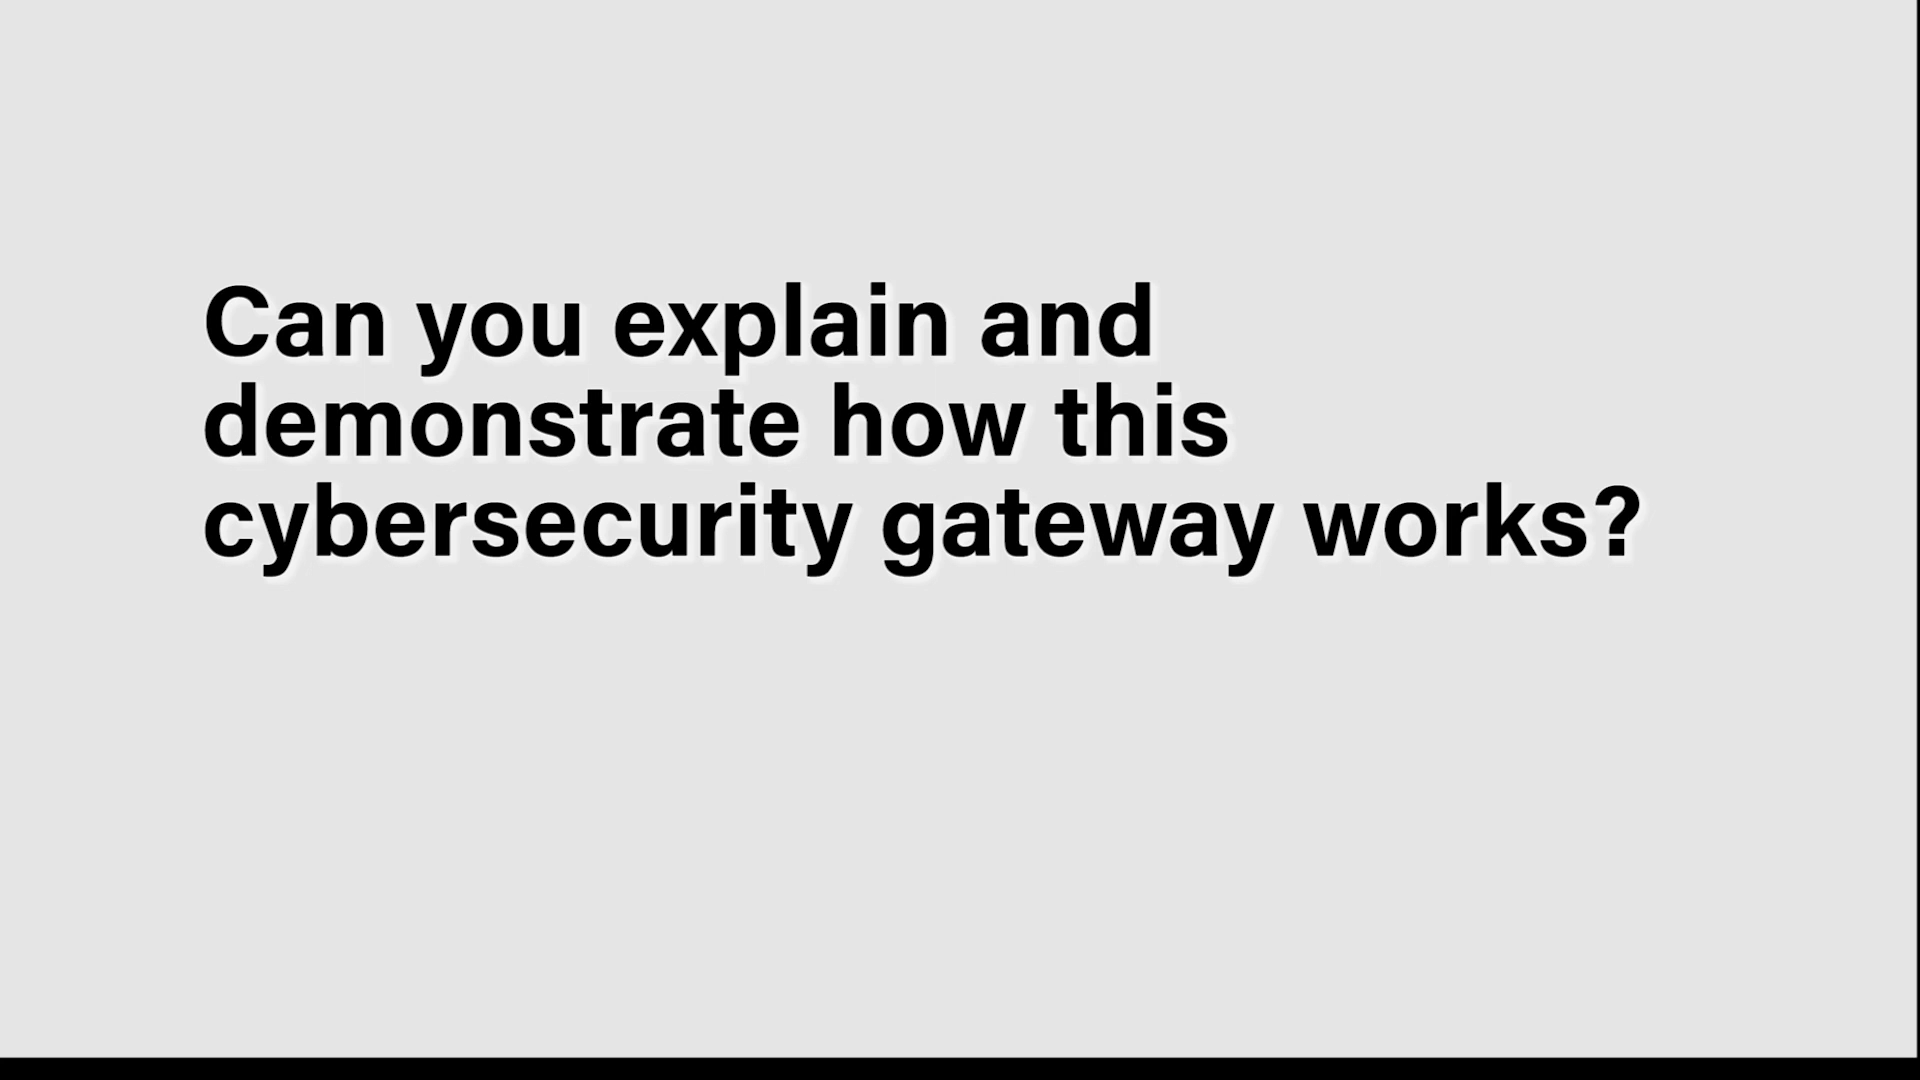 Can you explain and
demonstrate how this
cybersecurity gateway works?